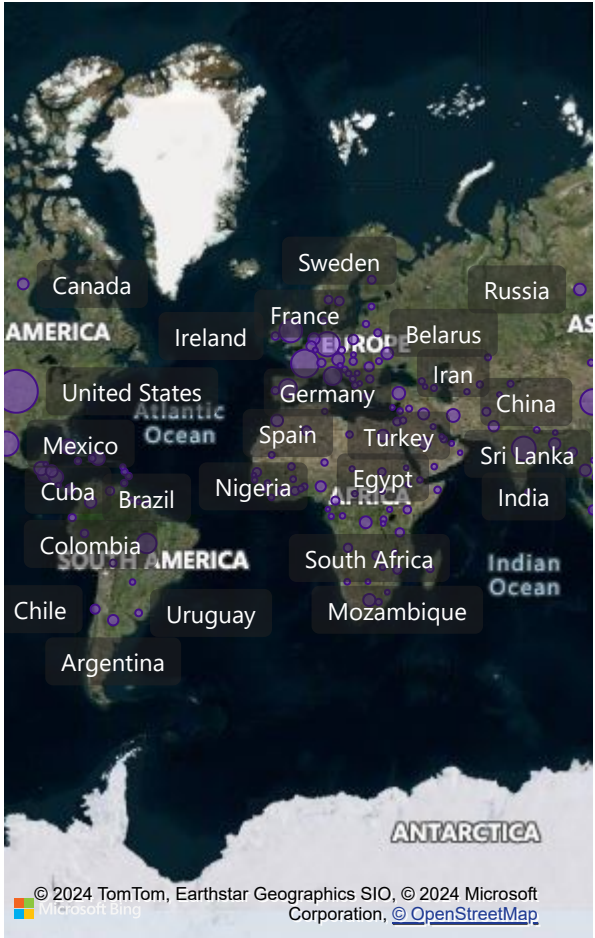 Sweden
Canada
Russia
France
AMERICA
Ireland
EUROPE
Belarus
AS
Iran
United States
Germany
China
Atlantic
Ocean
Mexico
Spain
Turkey
Sri Lanka
Cuba
Brazil
Nigeria
Egypt
AFRICA
India
Colombia
SOUTH AMERICA
South Africa
Indian
Ocean
Chile
Uruguay
Mozambique
Argentina
ANTARCTICA
© 2024 TomTom, Earthstar Geographics SIO, © 2024 Microsoft
Microsoft Bing
Corporation, © OpenStreetMap